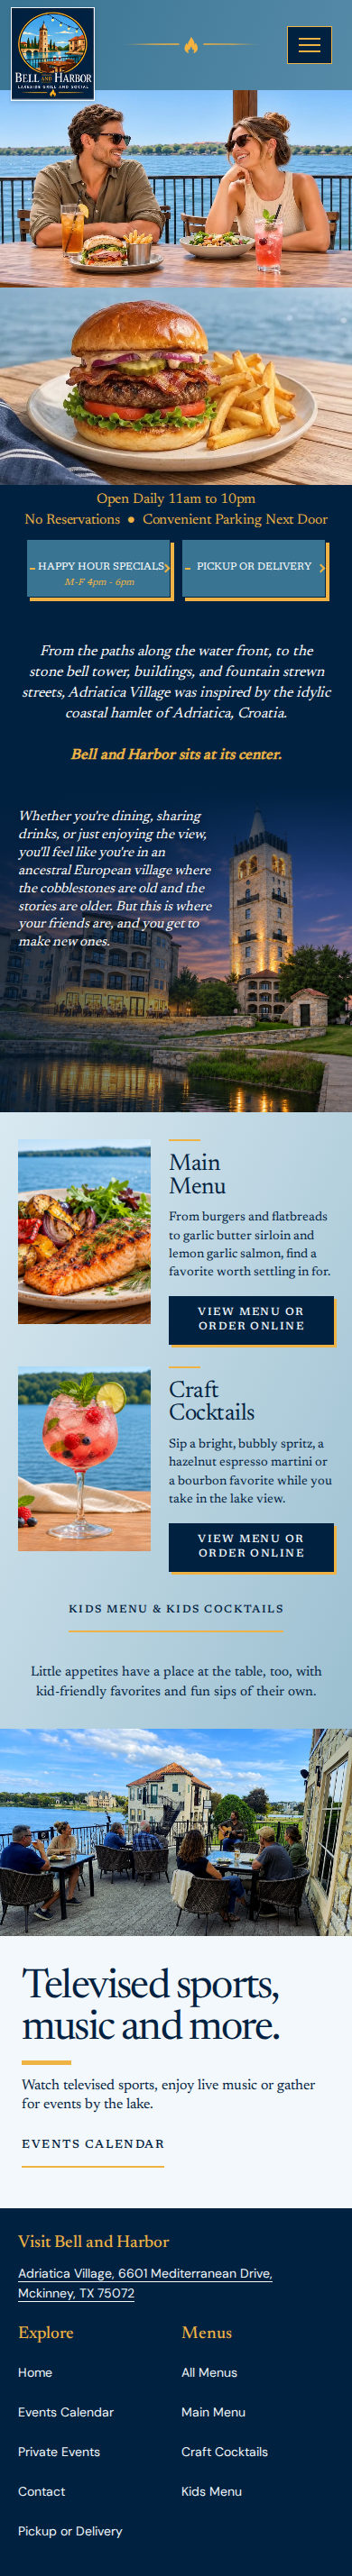 BELL AND HARBOR
LAKESIDE GRILL AND SOCIAL
Open Daily 11am to 10pm
No Reservations ● Convenient Parking Next Door
HAPPY HOUR SPECIALS
M-F 4pm - 6pm
PICKUP OR DELIVERY
From the paths along the water front, to the
stone bell tower, buildings, and fountain strewn
streets, Adriatica Village was inspired by the idylic
coastal hamlet of Adriatica, Croatia.
Bell and Harbor sits at its center.
Whether you're dining, sharing
drinks, or just enjoying the view,
you'll feel like you're in an
ancestral European village where
the cobblestones are old and the
stories are older. But this is where
your friends are, and you get to
make new ones.
Main
Menu
From burgers and flatbreads
to garlic butter sirloin and
lemon garlic salmon, find a
favorite worth settling in for.
VIEW MENU OR
ORDER ONLINE
Craft
Cocktails
Sip a bright, bubbly spritz, a
hazelnut espresso martini or
a bourbon favorite while you
take in the lake view.
VIEW MENU OR
ORDER ONLINE
KIDS MENU & KIDS COCKTAILS
Little appetites have a place at the table, too, with
kid-friendly favorites and fun sips of their own.
Televised sports,
music and more.
Watch televised sports, enjoy live music or gather
for events by the lake.
EVENTS CALENDAR
Visit Bell and Harbor
Adriatica Village, 6601 Mediterranean Drive,
Mckinney, TX 75072
Explore
Home
Events Calendar
Private Events
Contact
Pickup or Delivery
Menus
All Menus
Main Menu
Craft Cocktails
Kids Menu